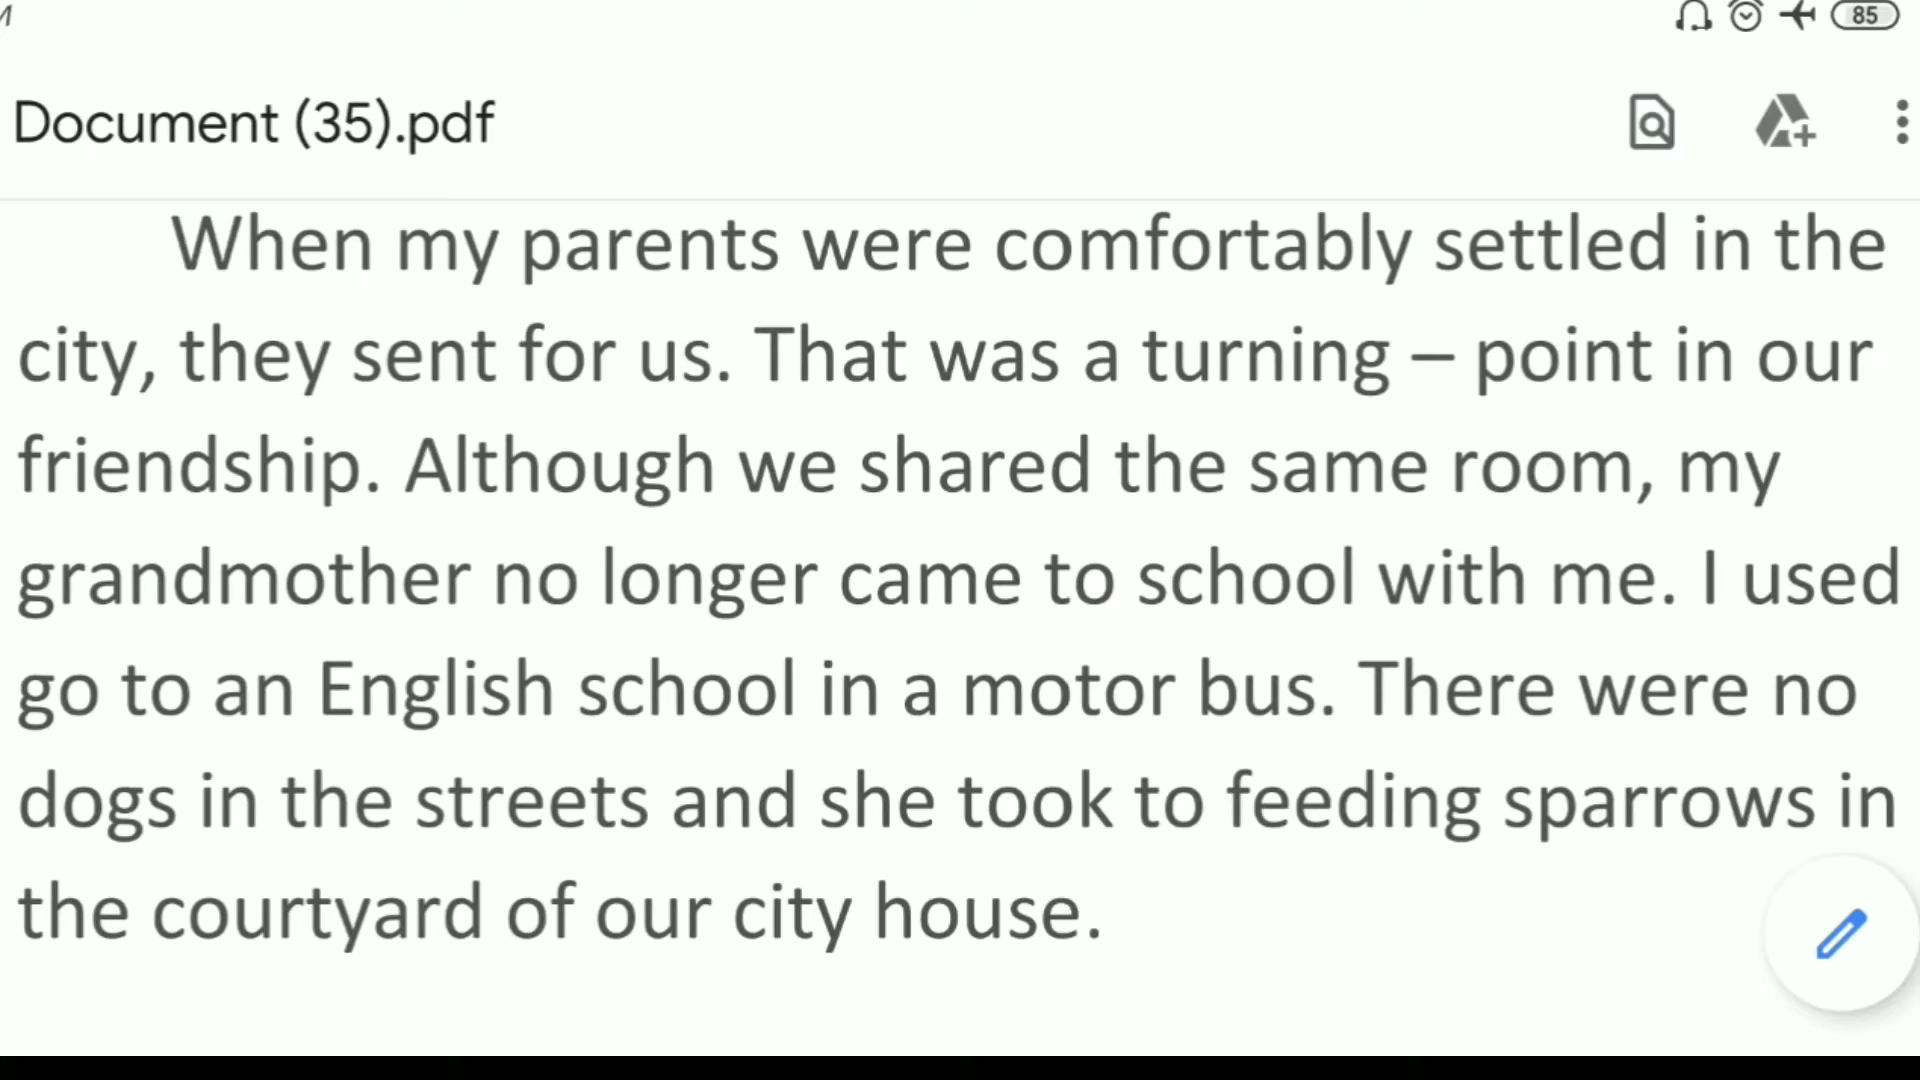 85
Document (35).pdf
When my parents were comfortably settled in the
city, they sent for us. That was a turning – point in our
friendship. Although we shared the same room, my
grandmother no longer came to school with me. I used
go to an English school in a motor bus. There were no
dogs in the streets and she took to feeding sparrows in
the courtyard of our city house.